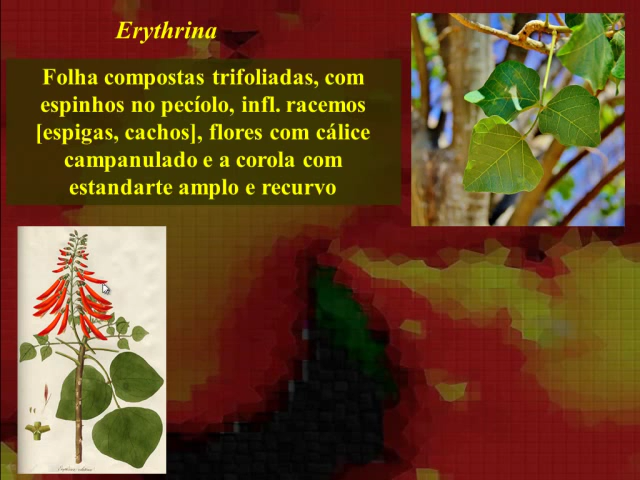 Erythrina
Folha compostas trifoliadas, com
espinhos no pecíolo, infl. racemos
[espigas, cachos], flores com cálice
campanulado e a corola com
estandarte amplo e recurvo